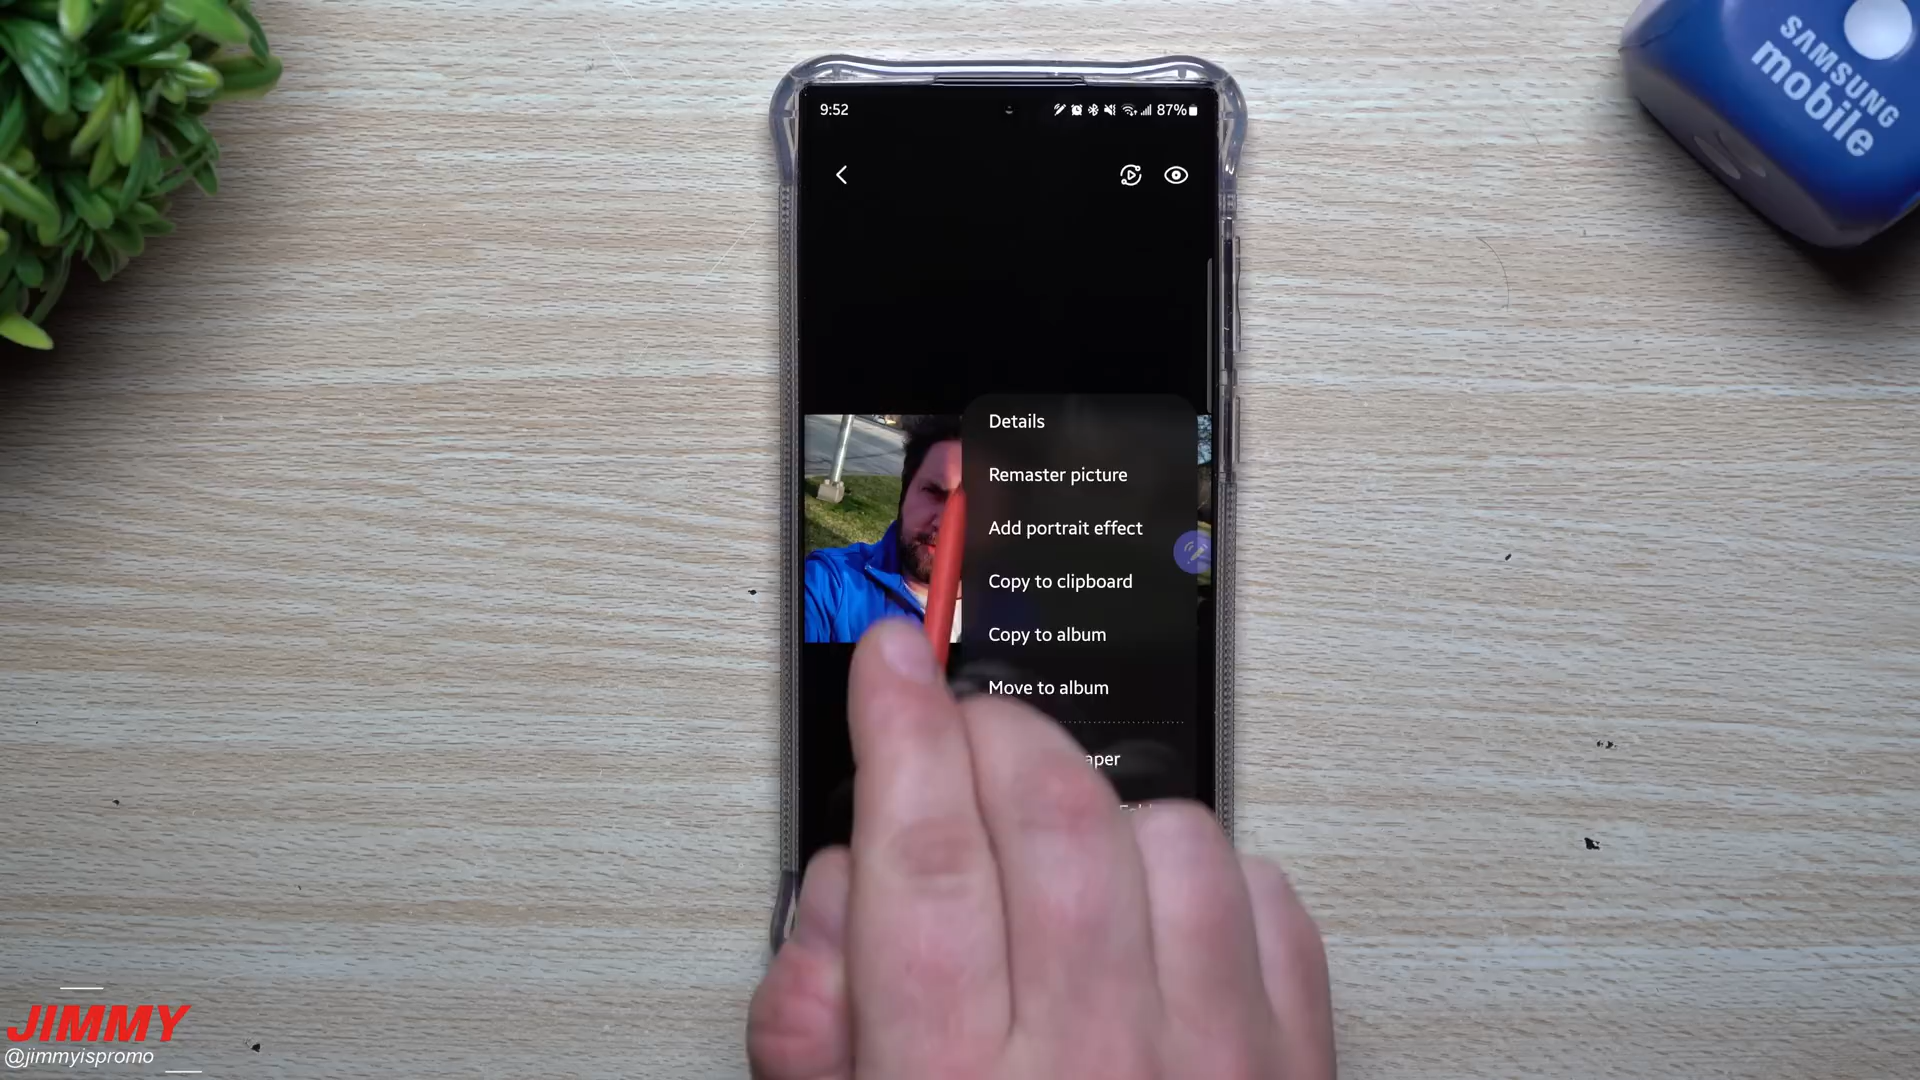 SAMSUNG
mobile
9:52
87%
Details
Remaster picture
Add portrait effect
Copy to clipboard
Copy to album
Move to album
JIMMY
@jimmyispromo